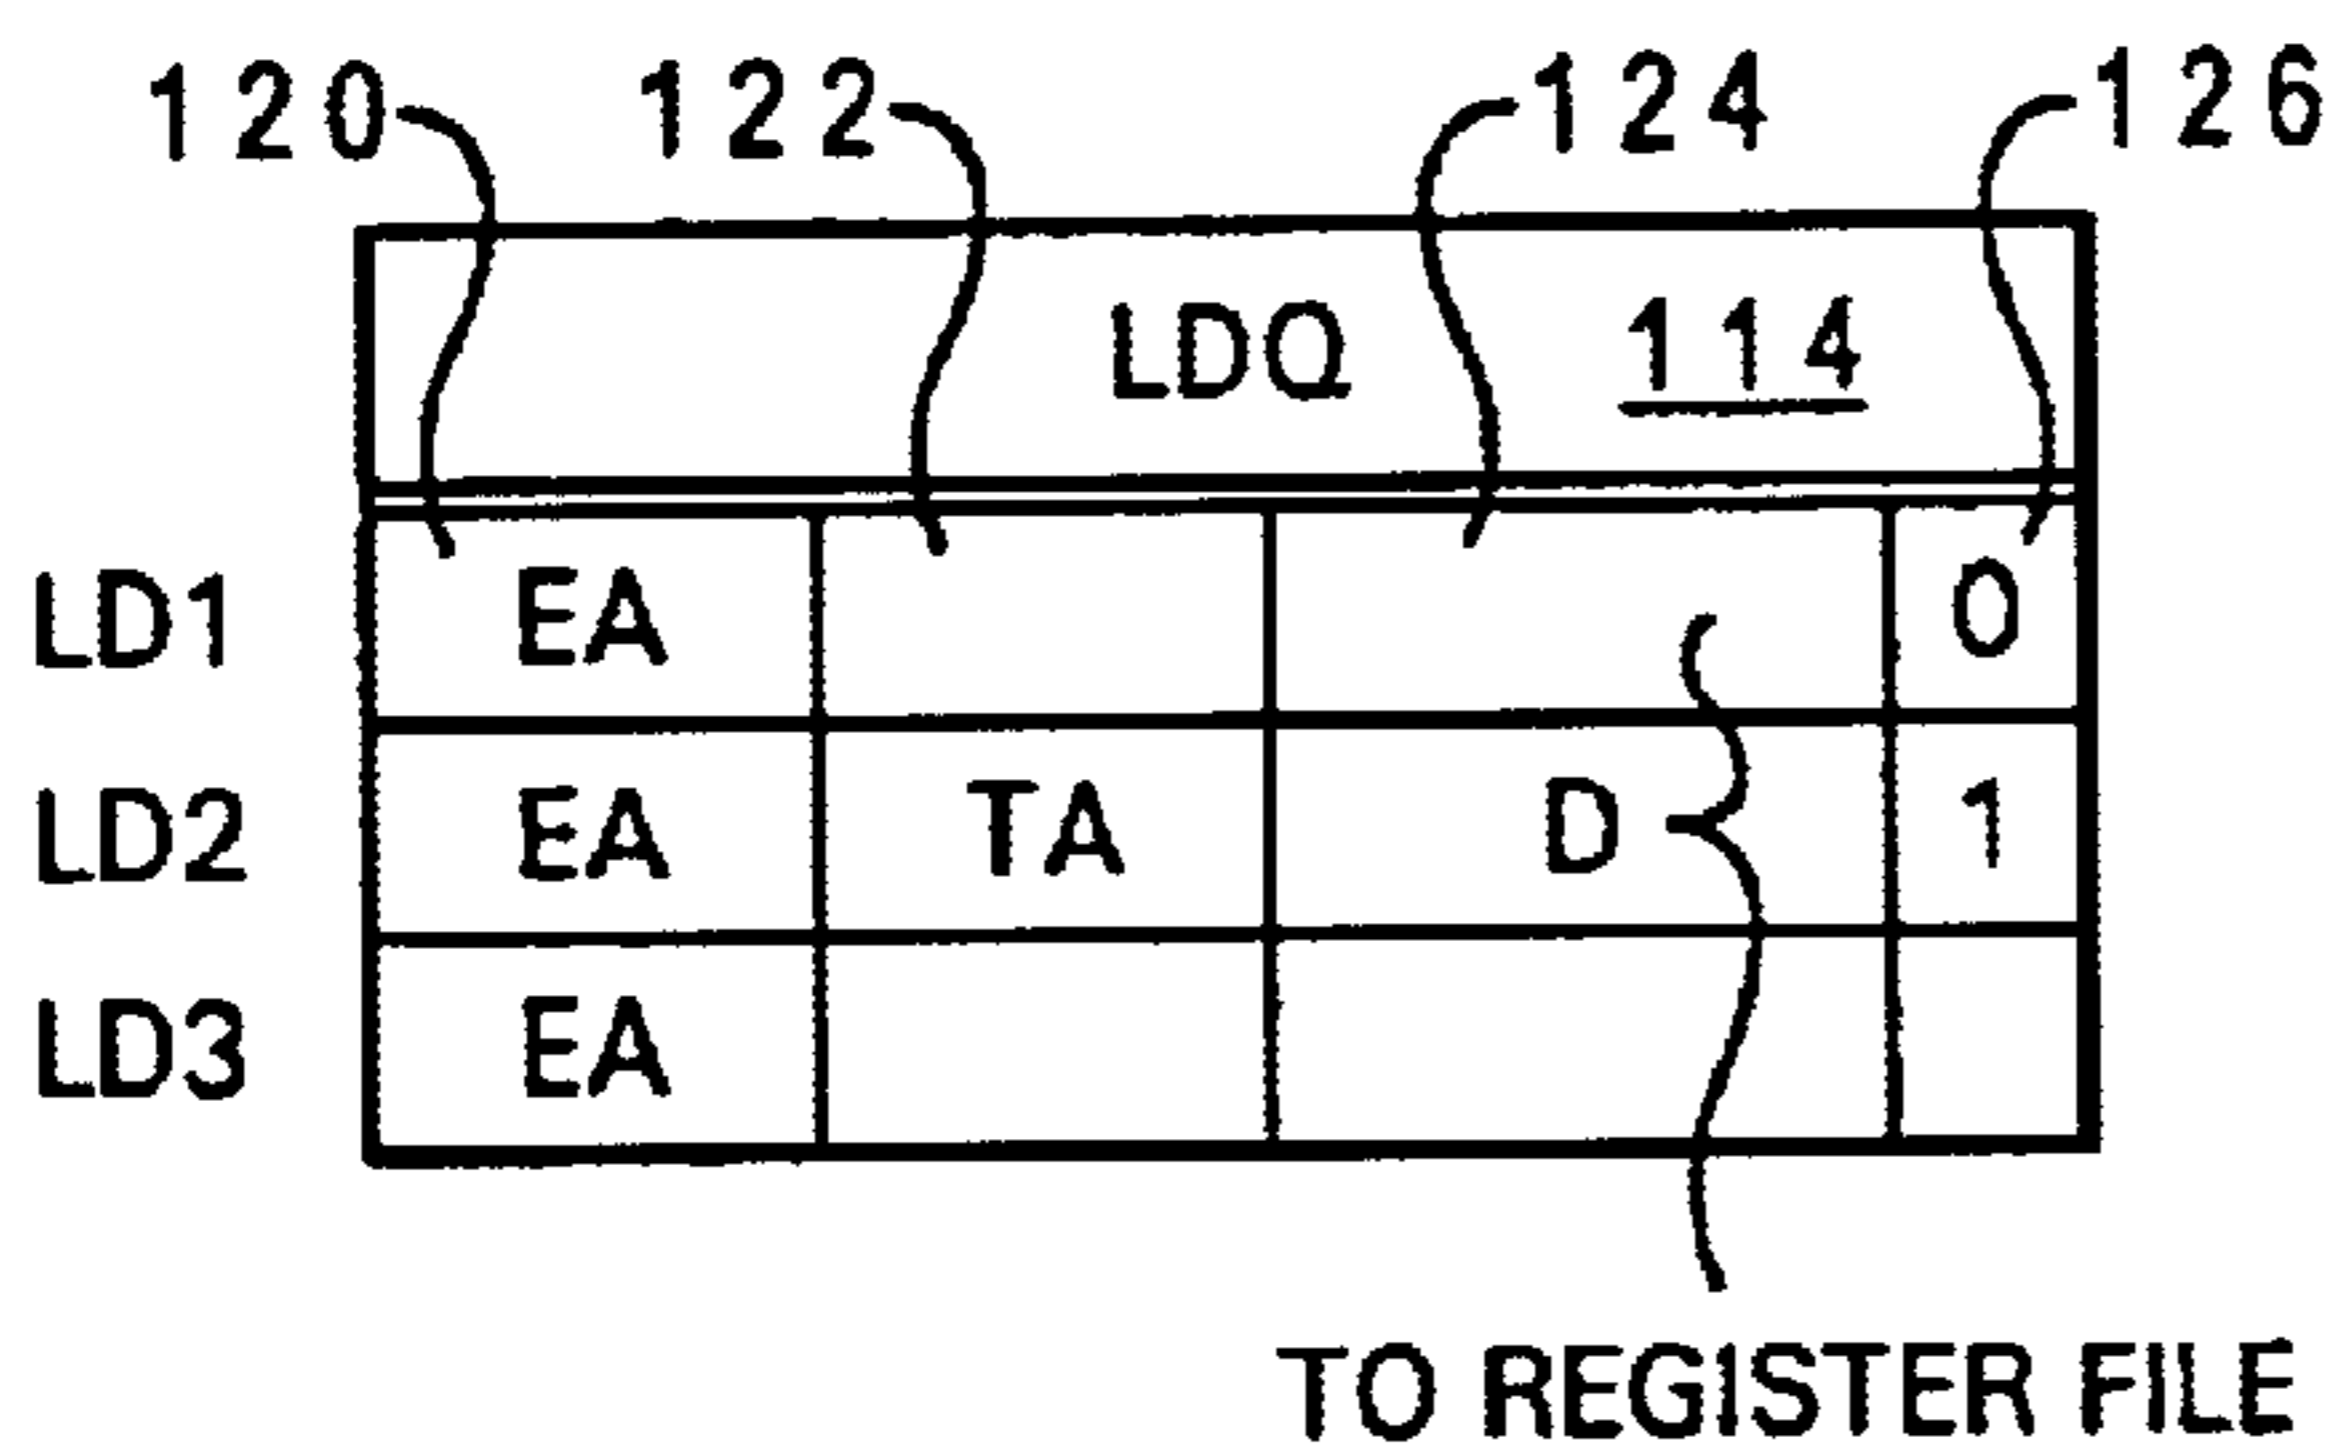 120 122 124 126
LDQ 114
LD1 EA 0
LD2 EA TA D 1
LD3 EA
TO REGISTER FILE